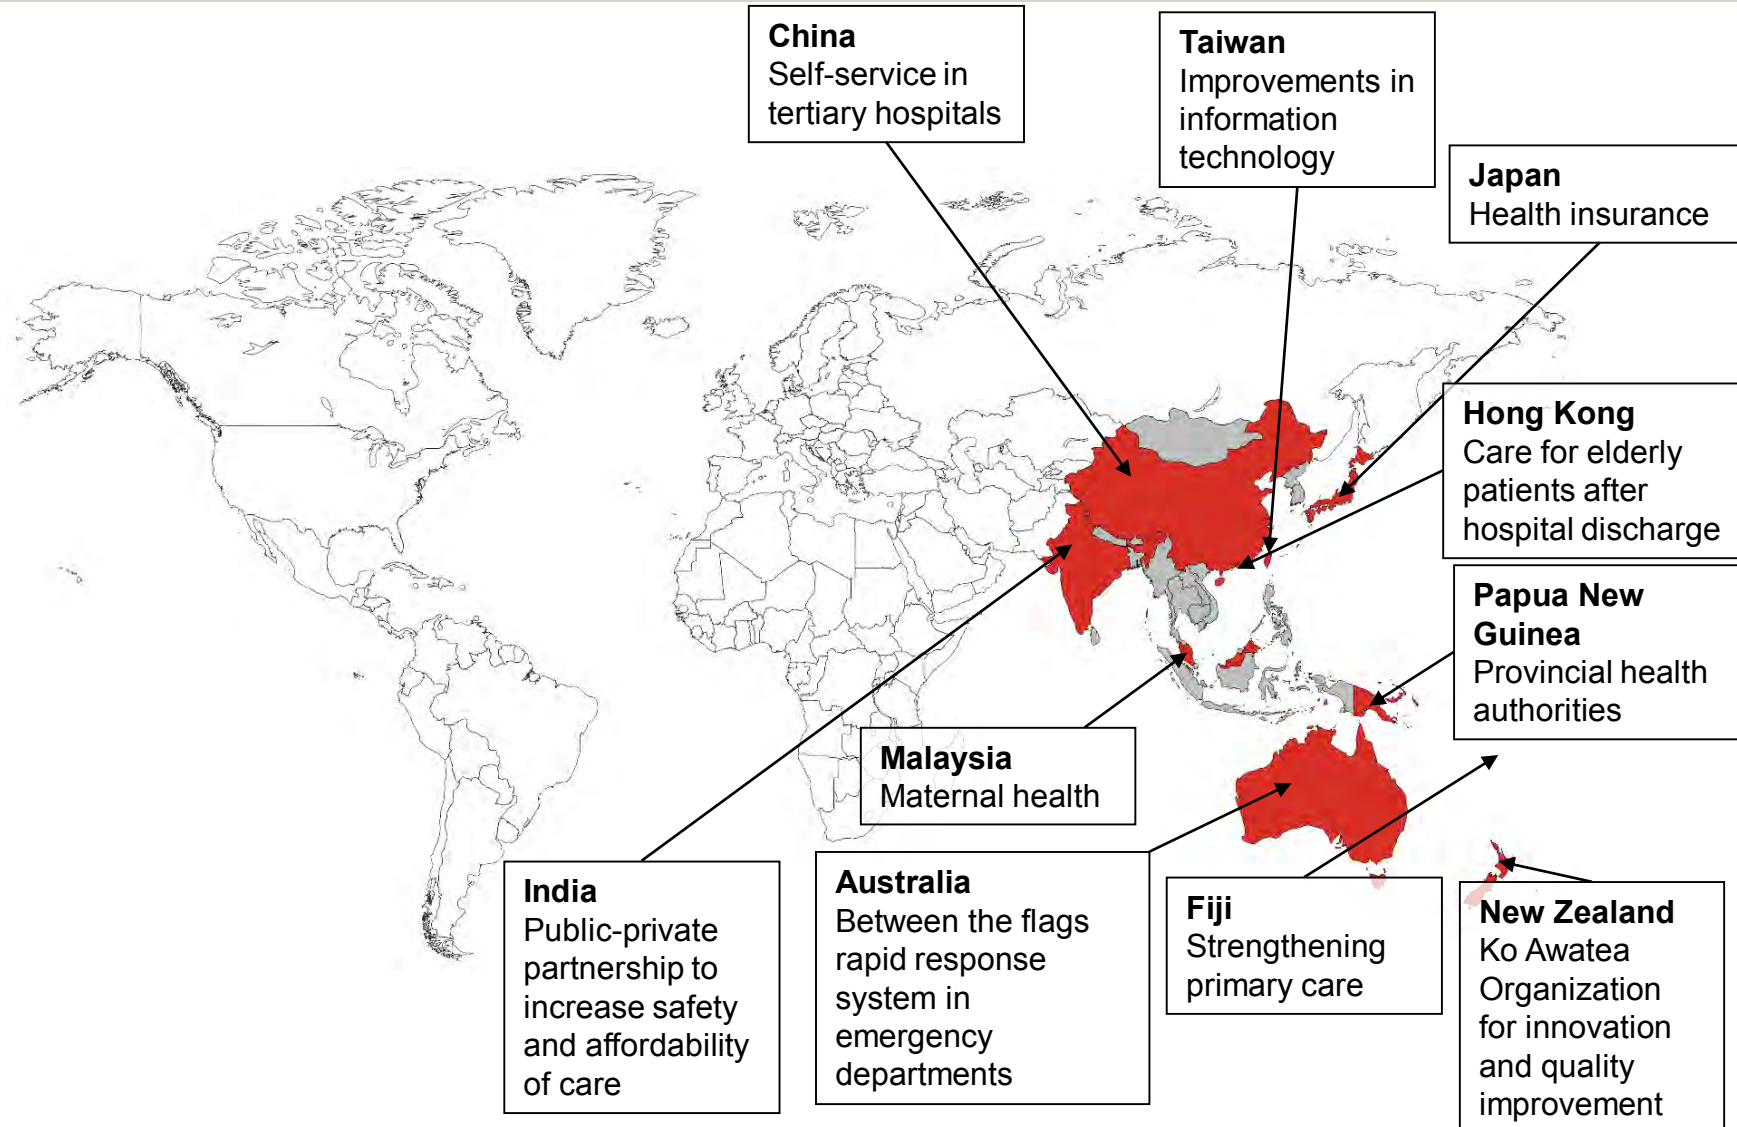 China
Self-service in
tertiary hospitals
Taiwan
Improvements in
information
technology
Japan
Health insurance
Hong Kong
Care for elderly
patients after
hospital discharge
Papua New
Guinea
Provincial health
authorities
Malaysia
Maternal health
India
Public-private
partnership to
increase safety
and affordability
of care
Australia
Between the flags
rapid response
system in
emergency
departments
Fiji
Strengthening
primary care
New Zealand
Ko Awatea
Organization
for innovation
and quality
improvement